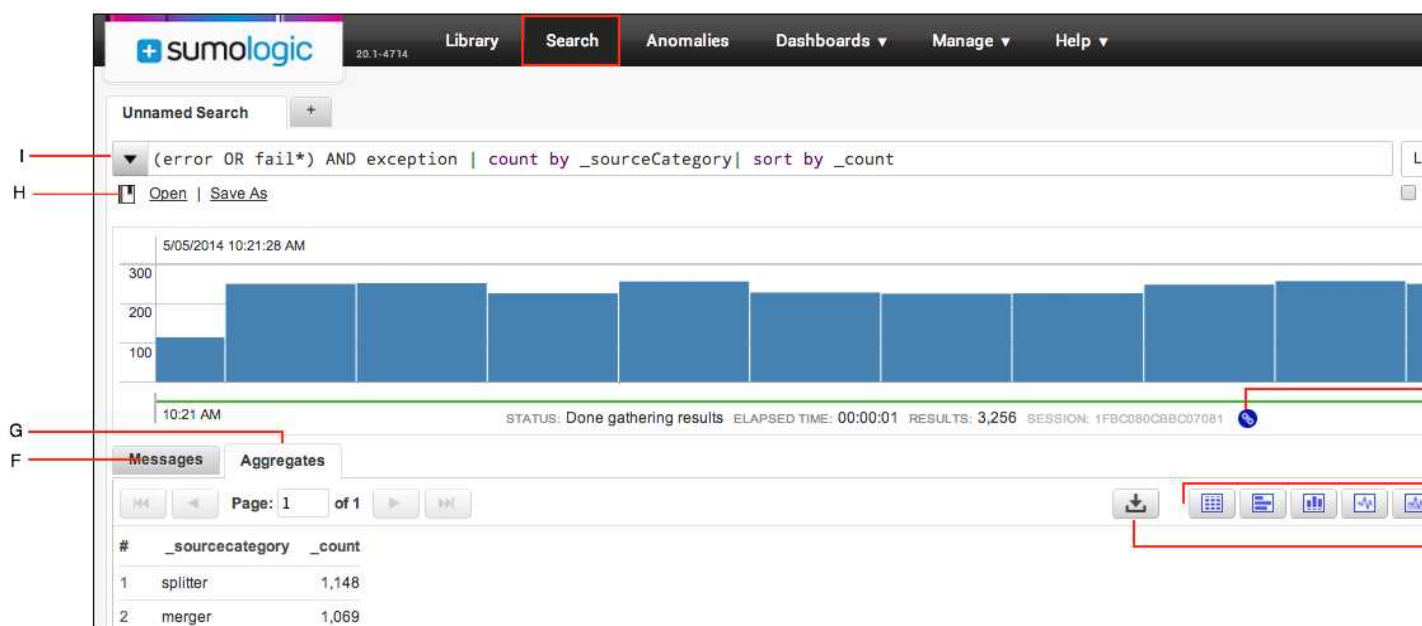 sumologic 20.1-4714 Library Search Anomalies Dashboards ▾ Manage ▾ Help ▾
Unnamed Search +
I
(error OR fail*) AND exception | count by _sourceCategory| sort by _count L
H
Open | Save As
5/05/2014 10:21:28 AM
300
200
100
10:21 AM STATUS: Done gathering results ELAPSED TIME: 00:00:01 RESULTS: 3,256 SESSION: 1FBC080CBBC07081
G
F
Messages Aggregates
Page: 1 of 1
# _sourcecategory _count
1 splitter 1,148
2 merger 1,069